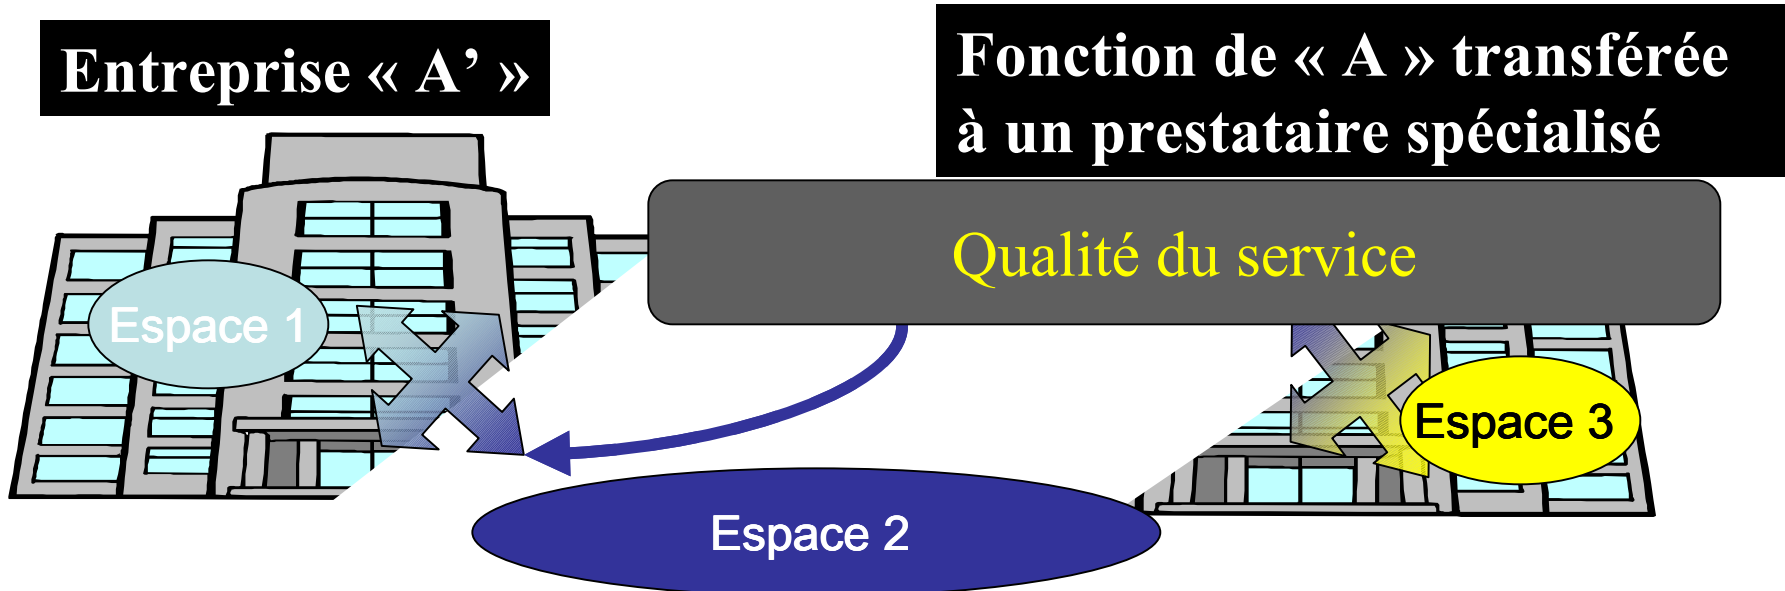 Entreprise « A’ »
Fonction de « A » transférée
à un prestataire spécialisé
Qualité du service
Espace 1
Espace 3
Espace 2